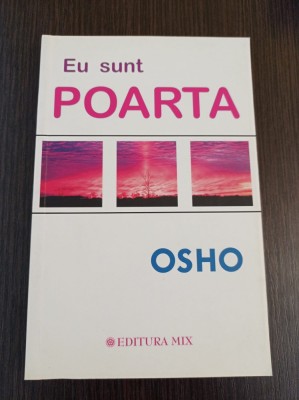 Eu sunt
POARTA
OSHO
EDITURA MIX